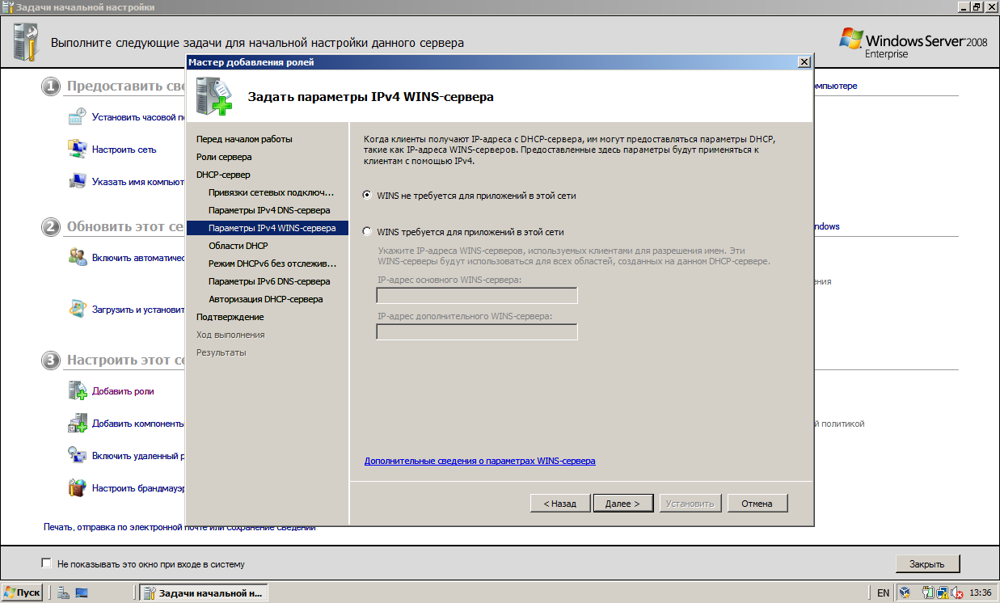 Задачи начальной настройки
Выполните следующие задачи для начальной настройки данного сервера
Windows Server 2008
Enterprise
1 Предоставить све
мпьютере
Установить часовой п
Настроить сеть
Указать имя компьют
2 Обновить этот се
ndows
Включить автоматичес
ения
Загрузить и установит
3 Настроить этот се
Добавить роли
Добавить компоненты
й политикой
Включить удаленный р
Настроить брандмауэр
Печать, отправка по электронной почте или сохранение сведений
Мастер добавления ролей
Задать параметры IPv4 WINS-сервера
Перед началом работы
Роли сервера
DHCP-сервер
Привязки сетевых подключ...
Параметры IPv4 DNS-сервера
Параметры IPv4 WINS-сервера
Области DHCP
Режим DHCPv6 без отслежив...
Параметры IPv6 DNS-сервера
Авторизация DHCP-сервера
Подтверждение
Ход выполнения
Результаты
Когда клиенты получают IP-адреса с DHCP-сервера, им могут предоставляться параметры DHCP,
такие как IP-адреса WINS-серверов. Предоставленные здесь параметры будут применяться к
клиентам с помощью IPv4.
WINS не требуется для приложений в этой сети
WINS требуется для приложений в этой сети
Укажите IP-адреса WINS-серверов, используемых клиентами для разрешения имен. Эти
WINS-серверы будут использоваться для всех областей, созданных на данном DHCP-сервере.
IP-адрес основного WINS-сервера:
IP-адрес дополнительного WINS-сервера:
Дополнительные сведения о параметрах WINS-сервера
< Назад Далее > Установить Отмена
Не показывать это окно при входе в систему
Закрыть
Пуск Задачи начальной н... EN 13:36